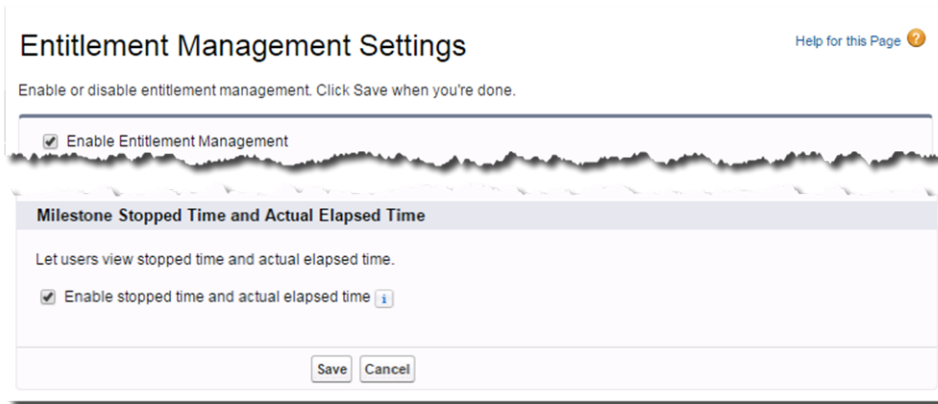 Entitlement Management Settings
Help for this Page ?
Enable or disable entitlement management. Click Save when you're done.
Enable Entitlement Management
Milestone Stopped Time and Actual Elapsed Time
Let users view stopped time and actual elapsed time.
Enable stopped time and actual elapsed time i
Save Cancel